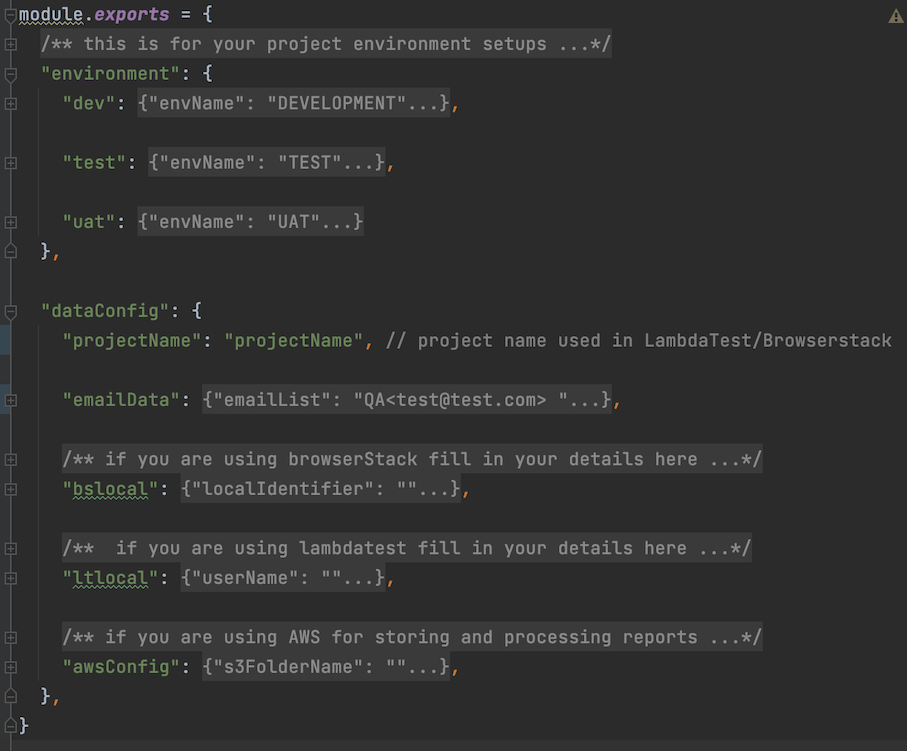 module.exports = {
/** this is for your project environment setups ...*/
"environment": {
"dev": {"envName": "DEVELOPMENT"...},
"test": {"envName": "TEST"...},
"uat": {"envName": "UAT"...}
},
"dataConfig": {
"projectName": "projectName", // project name used in LambdaTest/Browserstack
"emailData": {"emailList": "QA<test@test.com> "...},
/** if you are using browserStack fill in your details here ...*/
"bslocal": {"localIdentifier": ""...},
/**  if you are using lambdatest fill in your details here ...*/
"ltlocal": {"userName": ""...},
/** if you are using AWS for storing and processing reports ...*/
"awsConfig": {"s3FolderName": ""...},
},
}